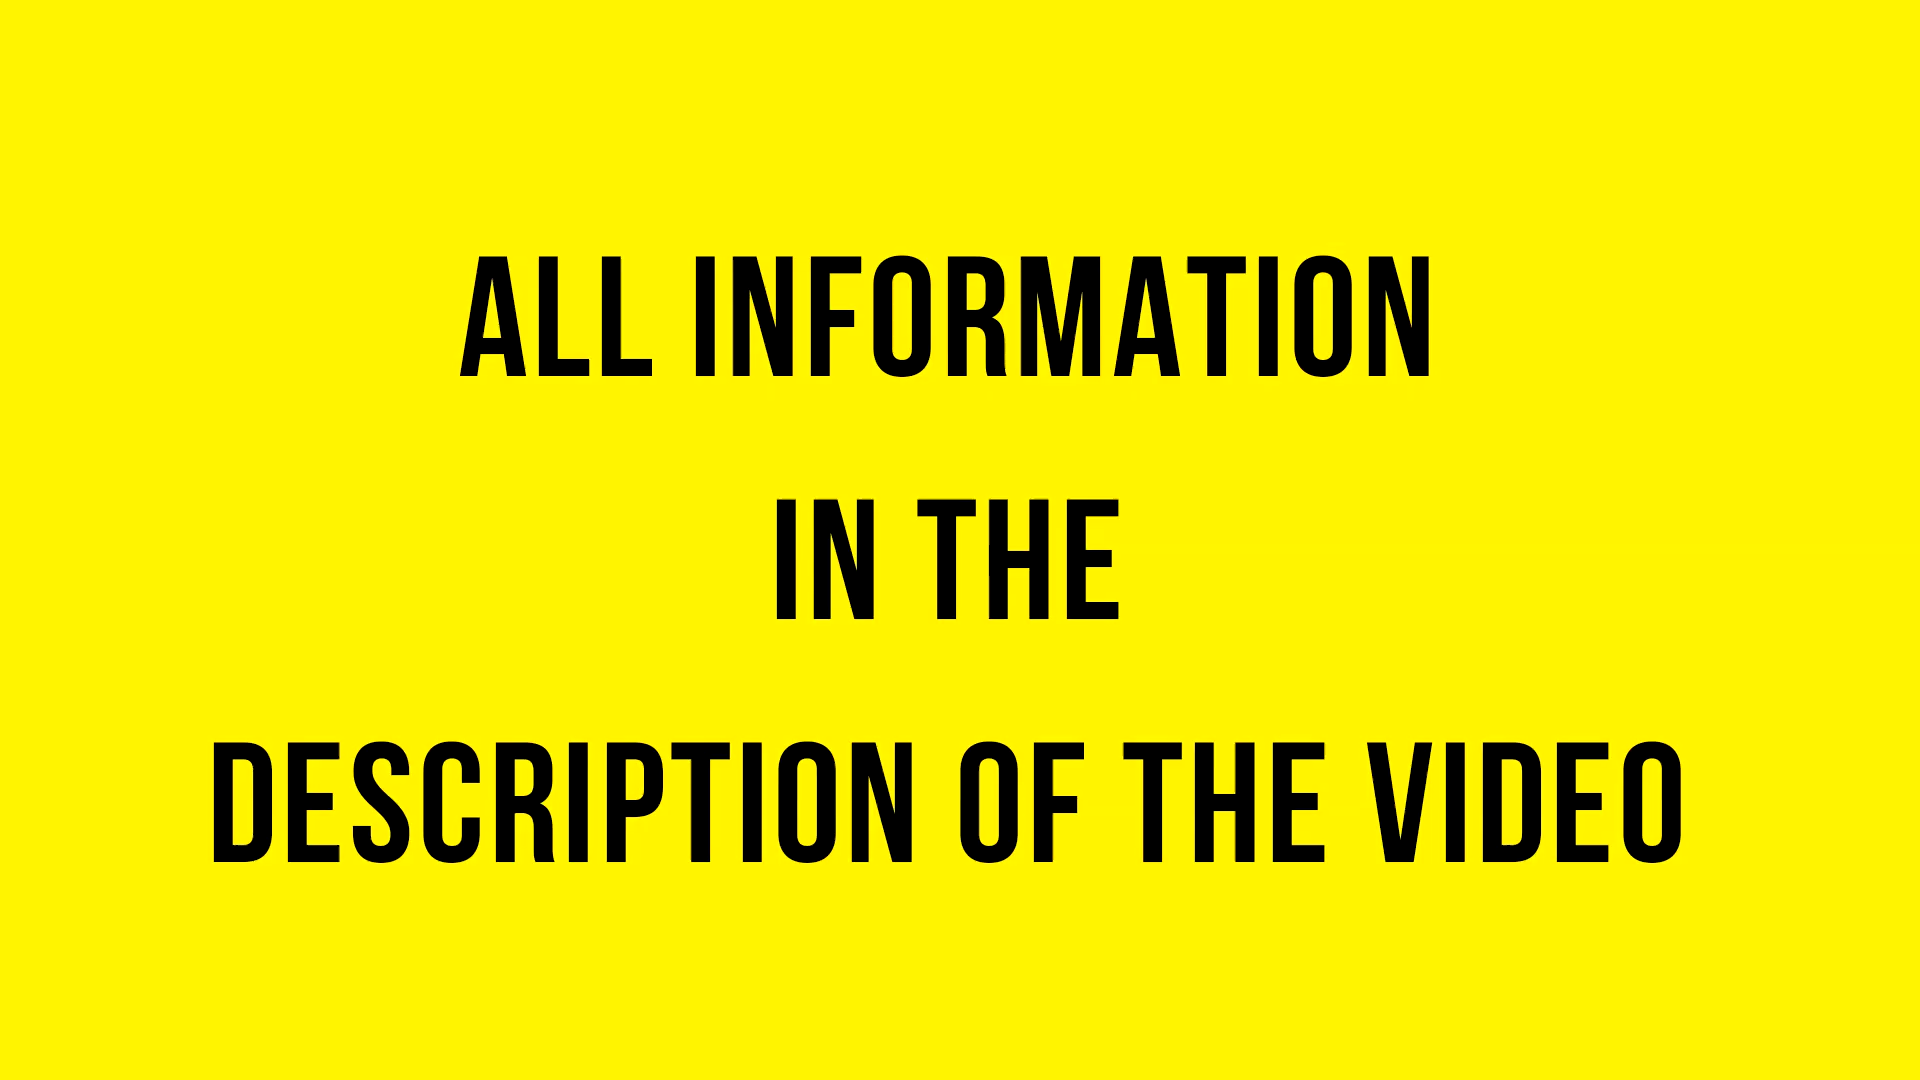 ALL INFORMATION
IN THE
DESCRIPTION OF THE VIDEO